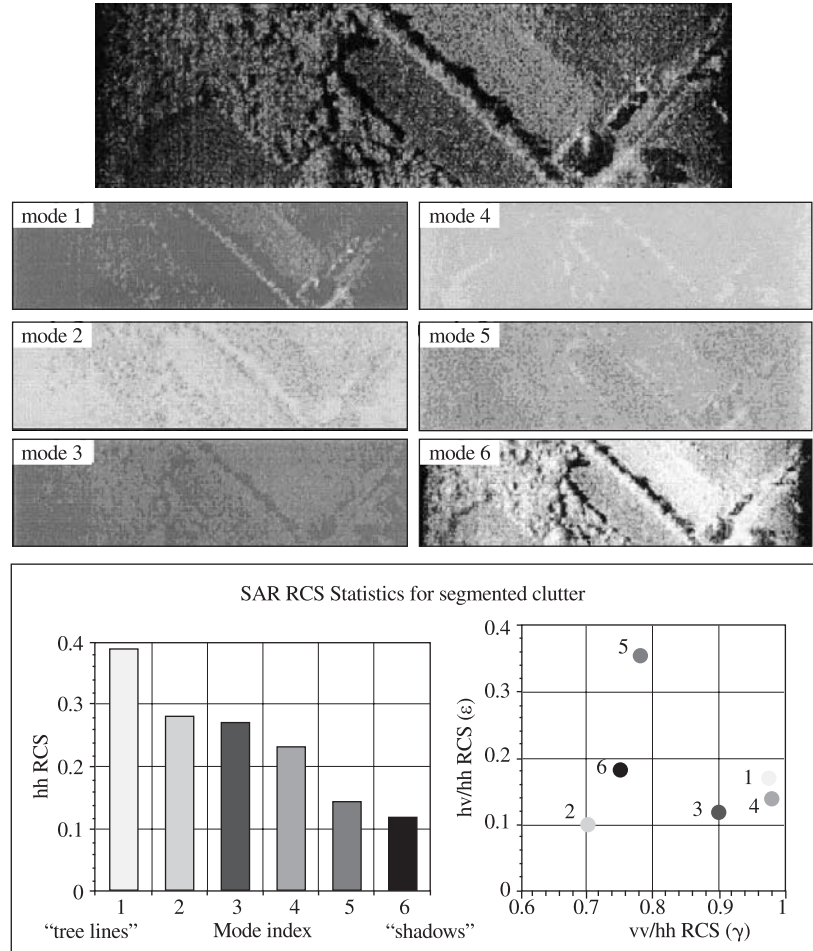 mode 1
mode 4
mode 2
mode 5
mode 3
mode 6
SAR RCS Statistics for segmented clutter
0.4
0.3
0.2
0.1
0
hh RCS
1 2 3 4 5 6
“tree lines” Mode index “shadows”
0.4
0.3
0.2
0.1
0
hv/hh RCS (ε)
5
6
1
2
3
4
0.6 0.7 0.8 0.9 1
vv/hh RCS (γ)